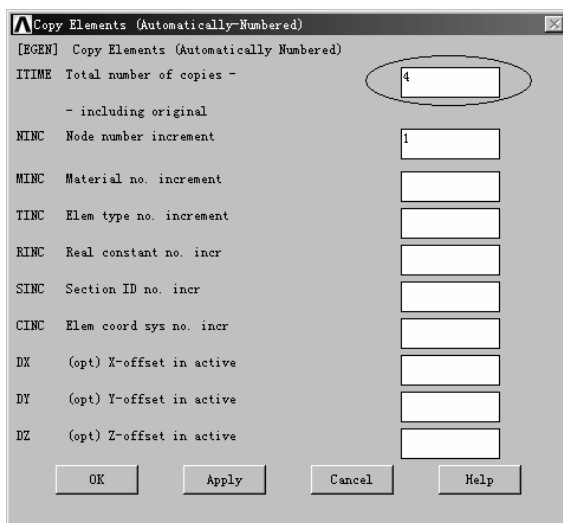 Copy Elements (Automatically-Numbered)
[EGEN] Copy Elements (Automatically Numbered)
ITIME Total number of copies - 4
- including original
NINC Node number increment 1
MINC Material no. increment
TINC Elem type no. increment
RINC Real constant no. incr
SINC Section ID no. incr
CINC Elem coord sys no. incr
DX (opt) X-offset in active
DY (opt) Y-offset in active
DZ (opt) Z-offset in active
OK Apply Cancel Help